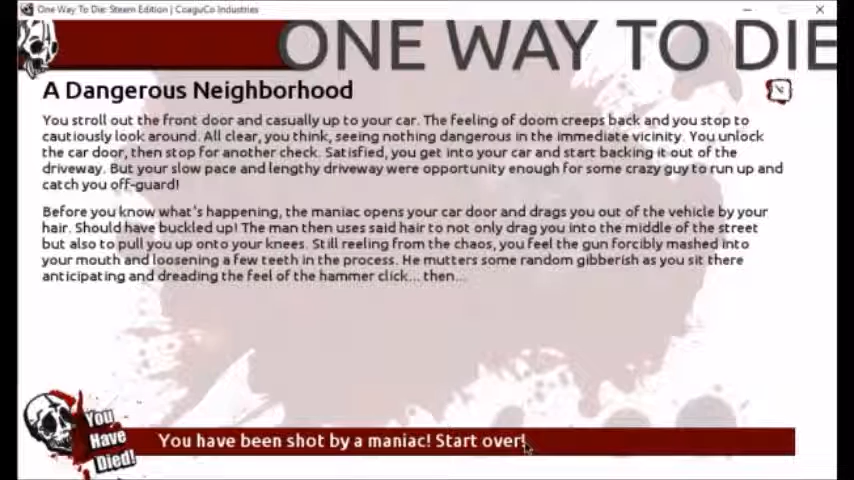 One Way To Die: Steam Edition | CoaguCo Industries
ONE WAY TO DIE
A Dangerous Neighborhood
You stroll out the front door and casually up to your car. The feeling of doom creeps back and you stop to
cautiously look around. All clear, you think, seeing nothing dangerous in the immediate vicinity. You unlock
the car door, then stop for another check. Satisfied, you get into your car and start backing it out of the
driveway. But your slow pace and lengthy driveway were opportunity enough for some crazy guy to run up and
catch you off-guard!
Before you know what's happening, the maniac opens your car door and drags you out of the vehicle by your
hair. Should have buckled up! The man then uses said hair to not only drag you into the middle of the street
but also to pull you up onto your knees. Still reeling from the chaos, you feel the gun forcibly mashed into
your mouth and loosening a few teeth in the process. He mutters some random gibberish as you sit there
anticipating and dreading the feel of the hammer click... then...
You
Have
Died!
You have been shot by a maniac! Start over!